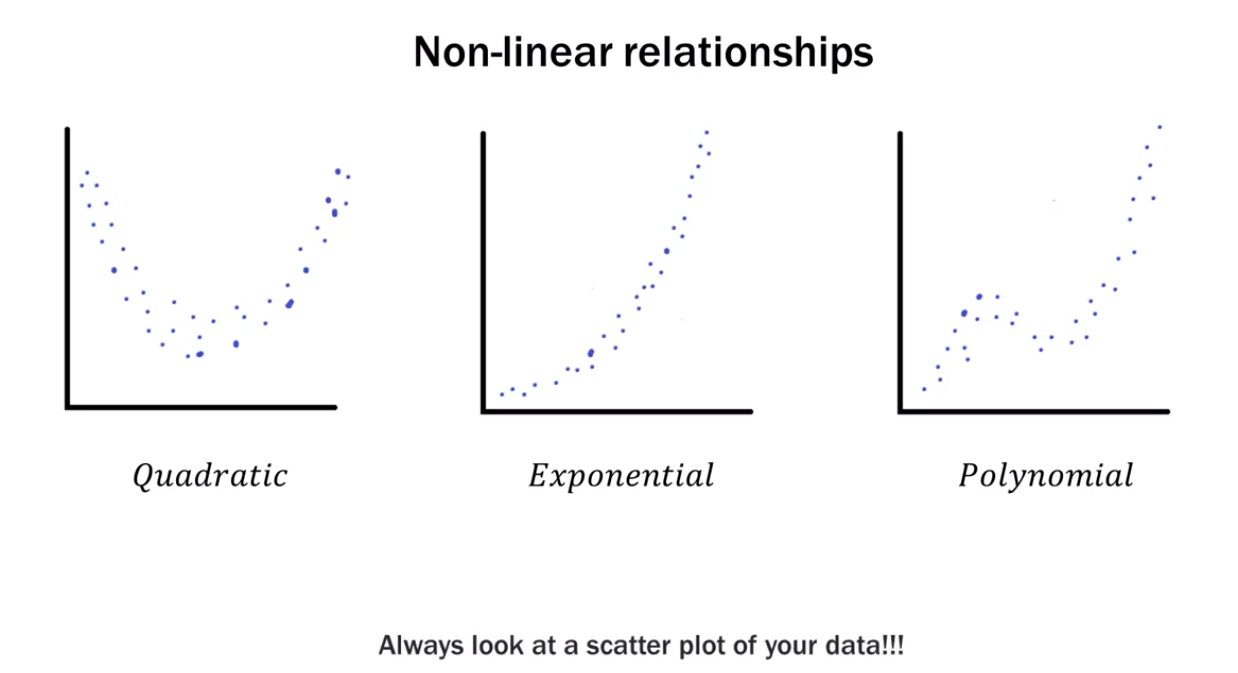 Non-linear relationships
Quadratic
Exponential
Polynomial
Always look at a scatter plot of your data!!!